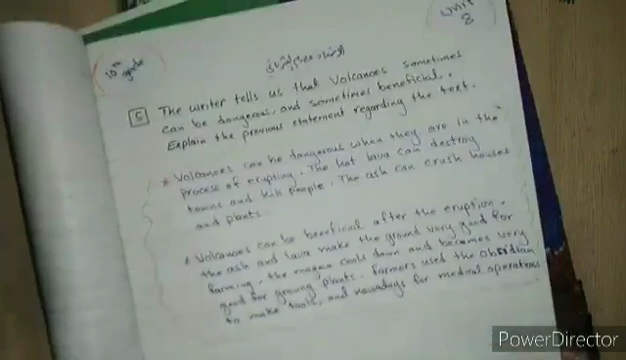 10th grade
Unit 8
5 The writer tells us that Volcanoes sometimes
can be dangerous, and sometimes beneficial.
Explain the previous statement regarding the text.
* Volcanoes can be dangerous when they are in the
process of erupting. The hot lava can destroy
towns and kill people. The ash can crush houses
and plants.
* Volcanoes can be beneficial after the eruption.
the ash and lava make the ground very good for
farming. the magma cools down and becomes very
good for growing plants. farmers used the Obsidian
to make tools, and nowadays for medical operations
PowerDirector